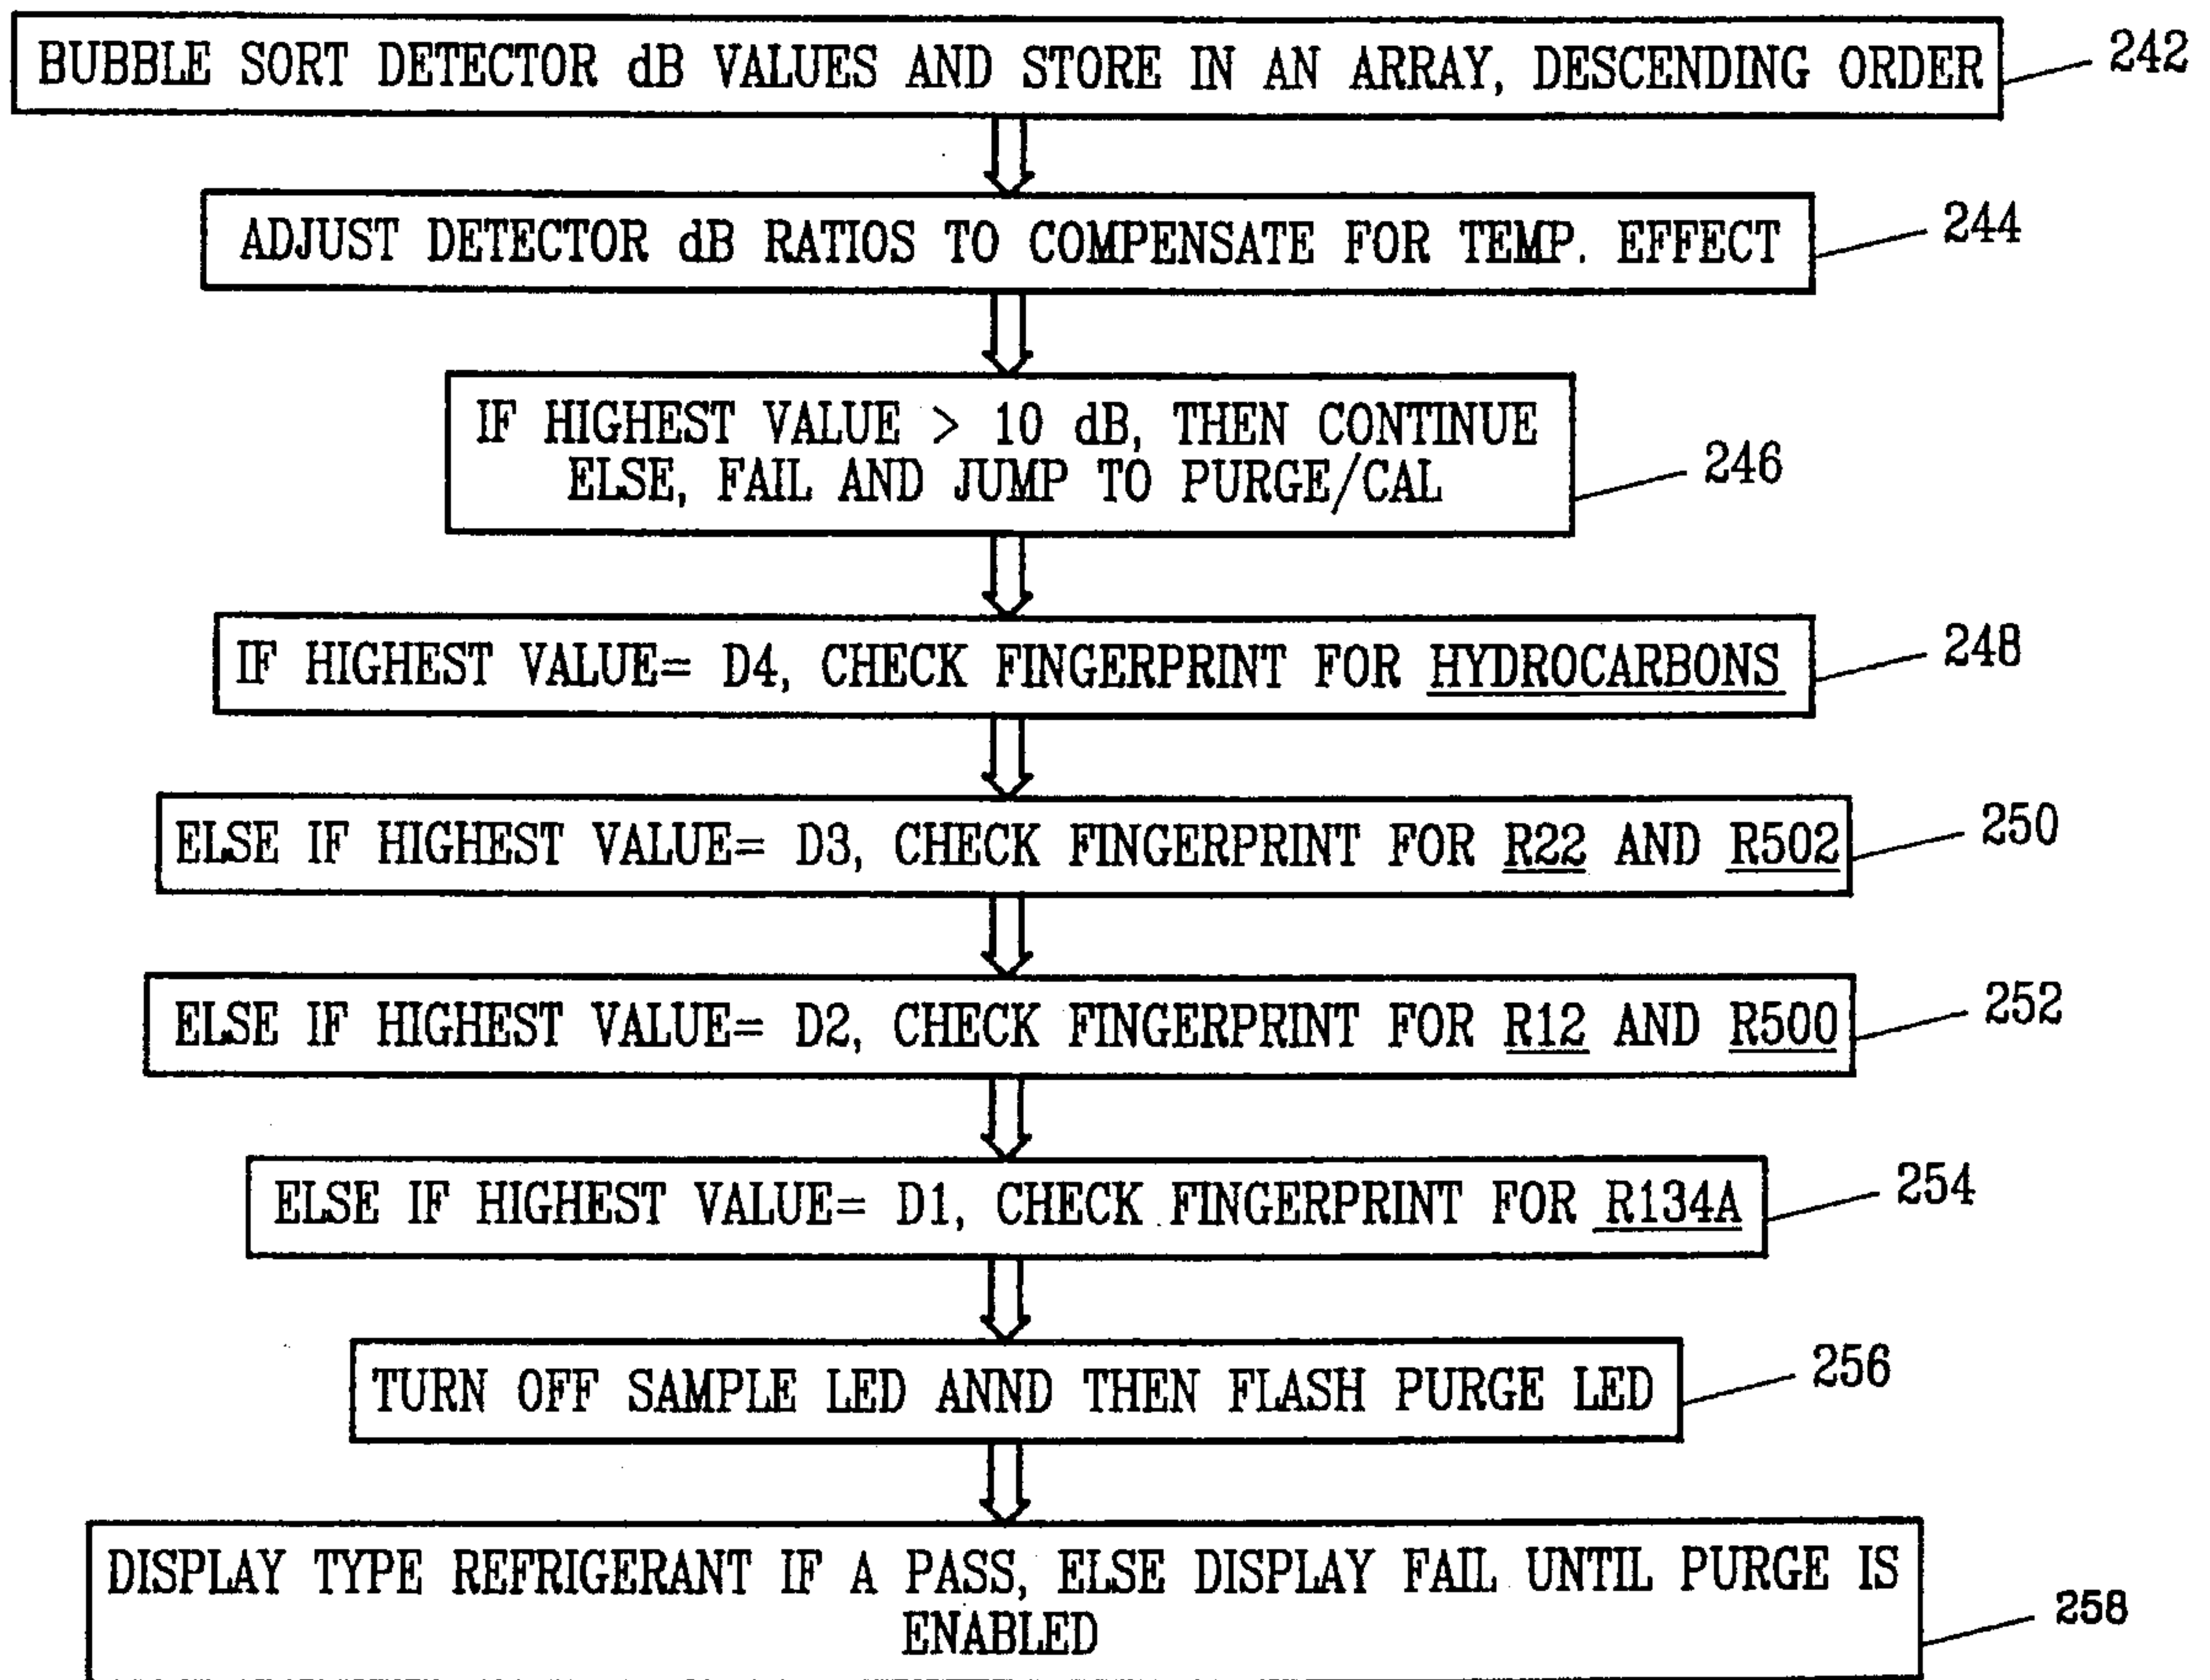 BUBBLE SORT DETECTOR dB VALUES AND STORE IN AN ARRAY, DESCENDING ORDER
242
ADJUST DETECTOR dB RATIOS TO COMPENSATE FOR TEMP. EFFECT
244
IF HIGHEST VALUE > 10 dB, THEN CONTINUE
ELSE, FAIL AND JUMP TO PURGE/CAL
246
IF HIGHEST VALUE= D4, CHECK FINGERPRINT FOR HYDROCARBONS
248
ELSE IF HIGHEST VALUE= D3, CHECK FINGERPRINT FOR R22 AND R502
250
ELSE IF HIGHEST VALUE= D2, CHECK FINGERPRINT FOR R12 AND R500
252
ELSE IF HIGHEST VALUE= D1, CHECK FINGERPRINT FOR R134A
254
TURN OFF SAMPLE LED ANND THEN FLASH PURGE LED
256
DISPLAY TYPE REFRIGERANT IF A PASS, ELSE DISPLAY FAIL UNTIL PURGE IS
ENABLED
258